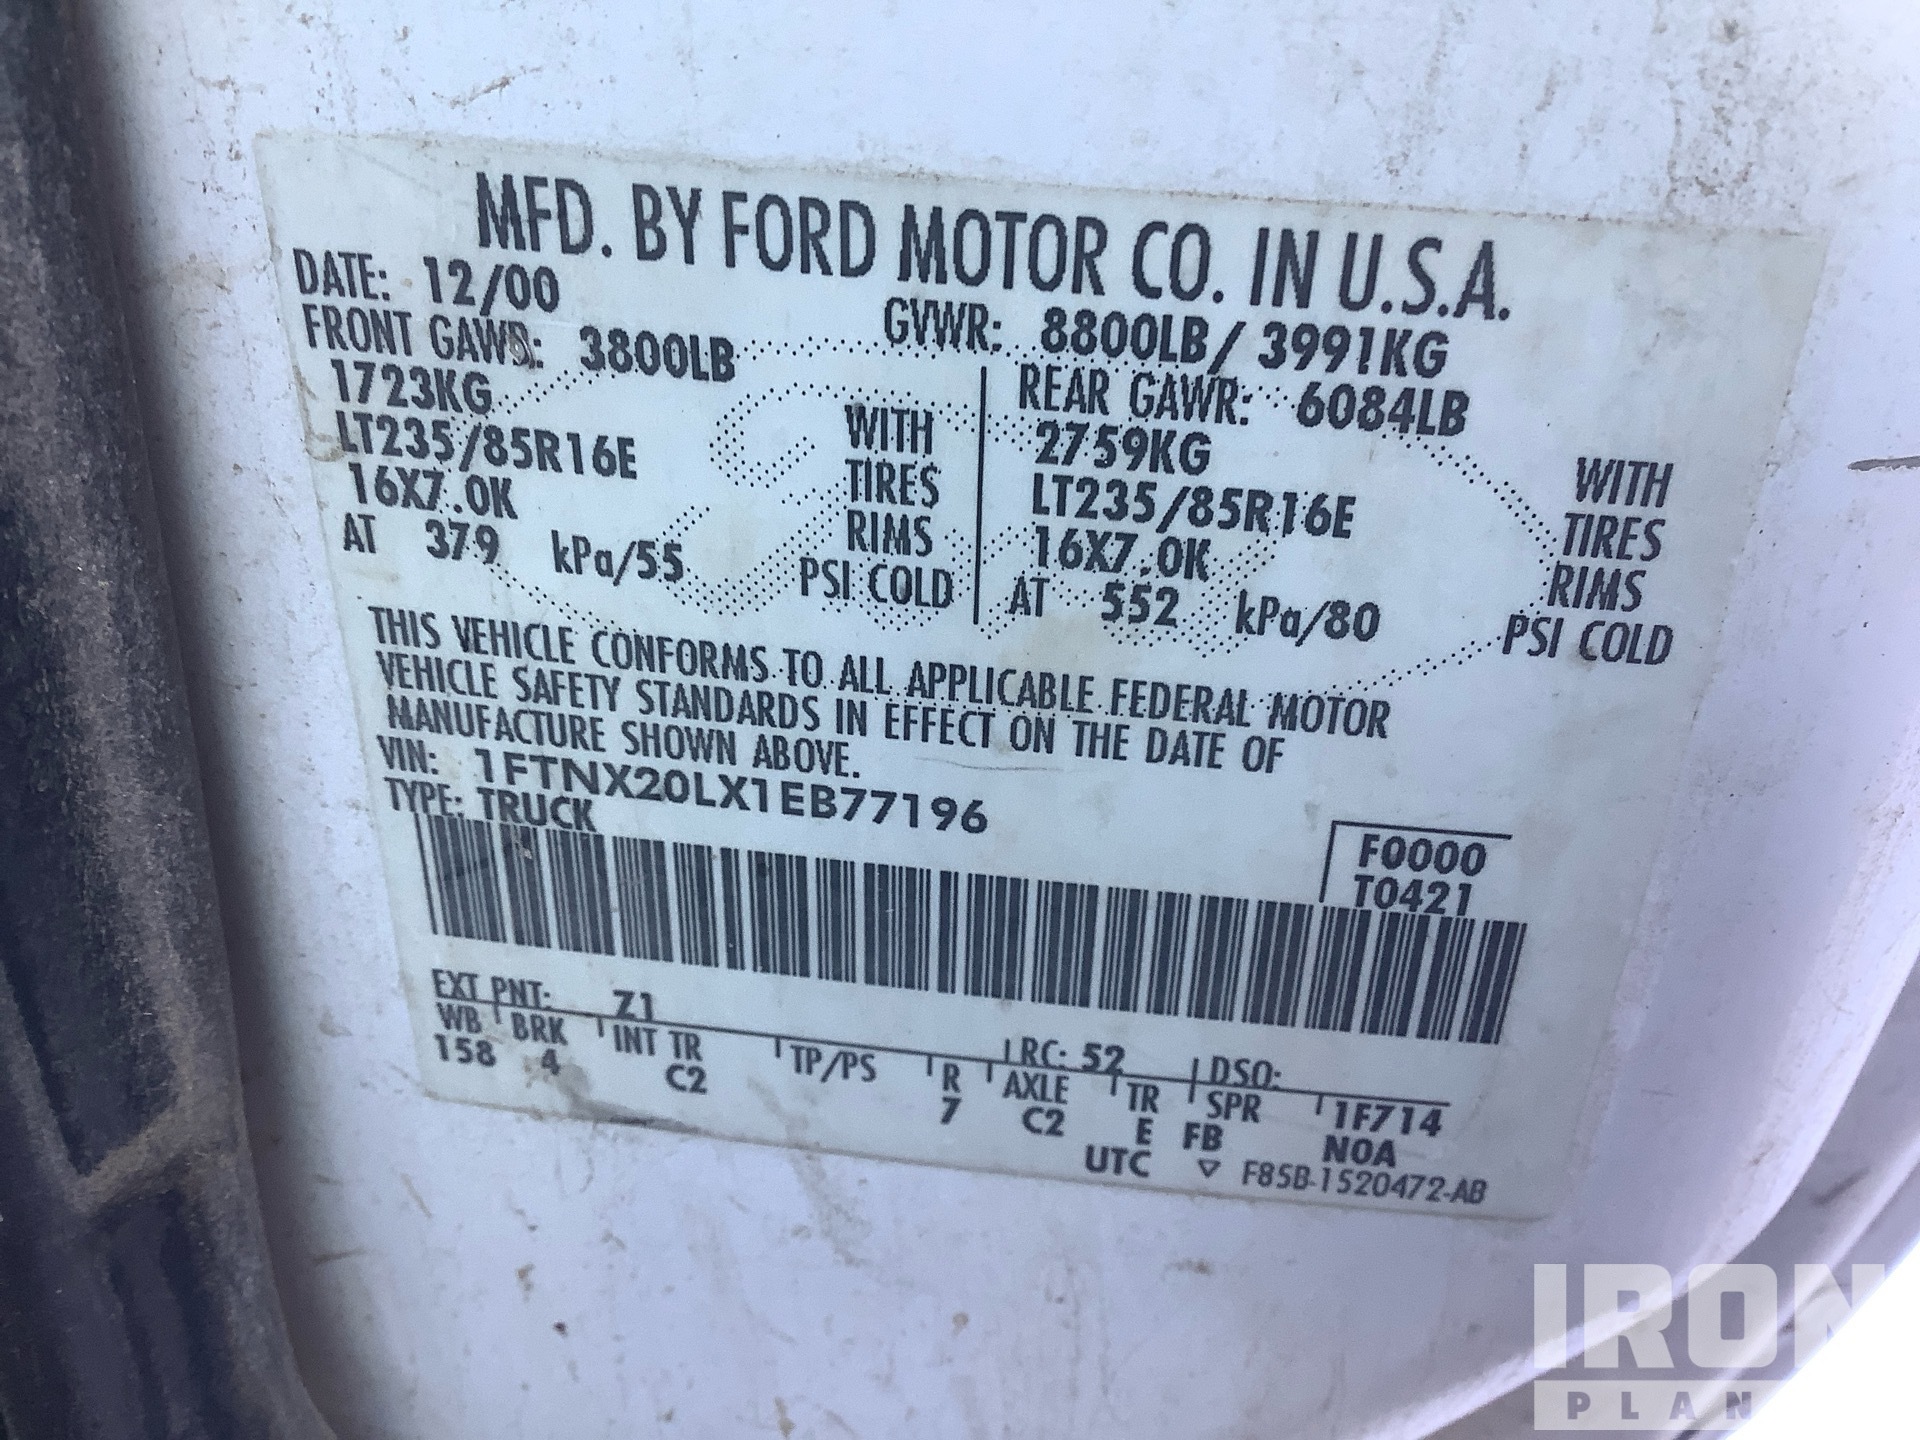 MFD. BY FORD MOTOR CO. IN U.S.A.
DATE: 12/00 GVWR: 8800LB/ 3991KG
FRONT GAWR: 3800LB REAR GAWR: 6084LB
1723KG WITH 2759KG WITH
LT235/85R16E TIRES LT235/85R16E TIRES
16X7.0K RIMS 16X7.0K RIMS
AT 379 kPa/55 PSI COLD AT 552 kPa/80 PSI COLD
THIS VEHICLE CONFORMS TO ALL APPLICABLE FEDERAL MOTOR
VEHICLE SAFETY STANDARDS IN EFFECT ON THE DATE OF
MANUFACTURE SHOWN ABOVE.
VIN: 1FTNX20LX1EB77196
TYPE: TRUCK
F0000
T0421
EXT PNT: Z1 RC: 52 DSO:
WB BRK INT TR TP/PS R AXLE TR SPR 1F714
158 4 C2 7 C2 E FB N0A
UTC ▽ F85B-1520472-AB
IRON
PLAN